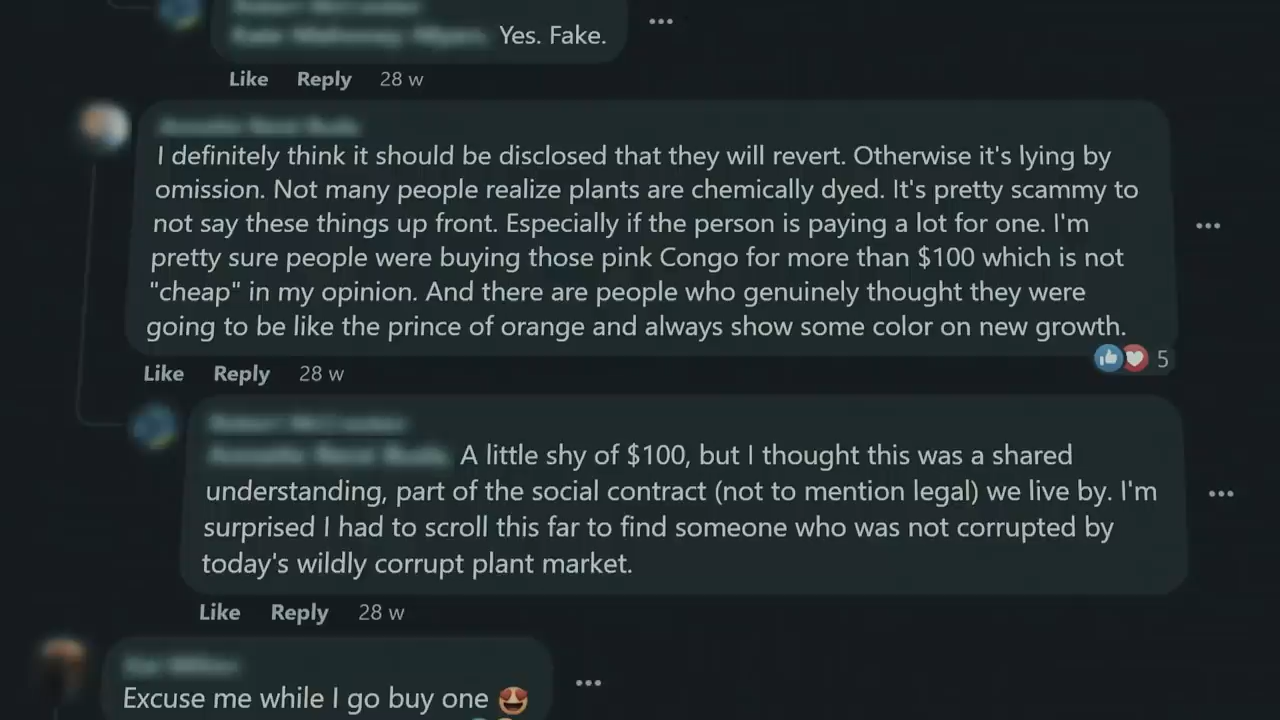 Yes. Fake.
Like Reply 28 w
I definitely think it should be disclosed that they will revert. Otherwise it's lying by
omission. Not many people realize plants are chemically dyed. It's pretty scammy to
not say these things up front. Especially if the person is paying a lot for one. I'm
pretty sure people were buying those pink Congo for more than $100 which is not
"cheap" in my opinion. And there are people who genuinely thought they were
going to be like the prince of orange and always show some color on new growth.
5
Like Reply 28 w
A little shy of $100, but I thought this was a shared
understanding, part of the social contract (not to mention legal) we live by. I'm
surprised I had to scroll this far to find someone who was not corrupted by
today's wildly corrupt plant market.
Like Reply 28 w
Excuse me while I go buy one 😍